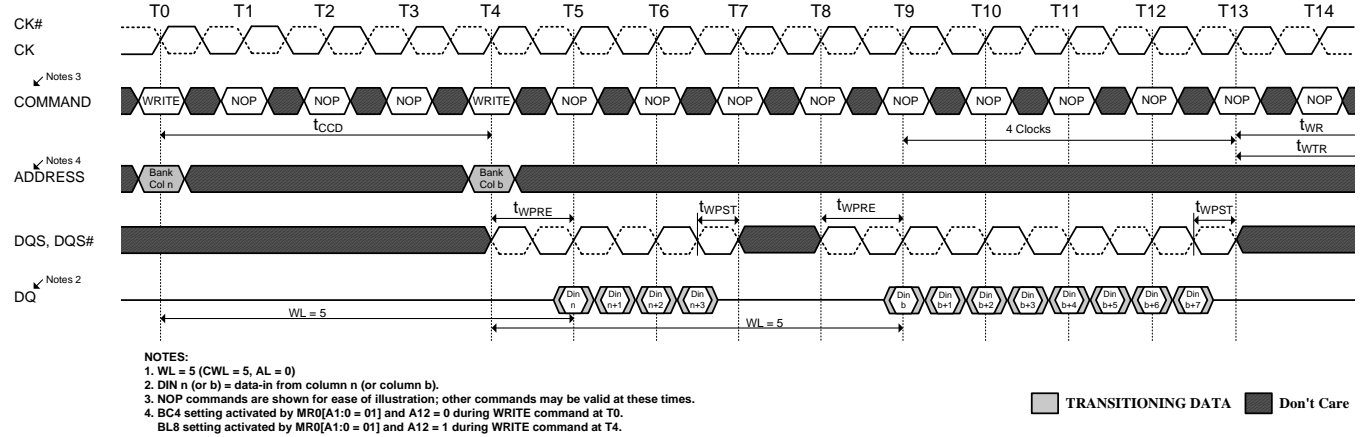 T0 T1 T2 T3 T4 T5 T6 T7 T8 T9 T10 T11 T12 T13 T14
CK#
CK
Notes 3
COMMAND
WRITE NOP NOP NOP WRITE NOP NOP NOP NOP NOP NOP NOP NOP NOP NOP
tCCD
4 Clocks
tWR
tWTR
Notes 4
ADDRESS
Bank
Col n
Bank
Col b
tWPRE tWPST tWPRE tWPST
DQS, DQS#
Notes 2
DQ
Din
n
Din
n+1
Din
n+2
Din
n+3
Din
b
Din
b+1
Din
b+2
Din
b+3
Din
b+4
Din
b+5
Din
b+6
Din
b+7
WL = 5
WL = 5
NOTES:
1. WL = 5 (CWL = 5, AL = 0)
2. DIN n (or b) = data-in from column n (or column b).
3. NOP commands are shown for ease of illustration; other commands may be valid at these times.
4. BC4 setting activated by MR0[A1:0 = 01] and A12 = 0 during WRITE command at T0.
BL8 setting activated by MR0[A1:0 = 01] and A12 = 1 during WRITE command at T4.
TRANSITIONING DATA
Don't Care